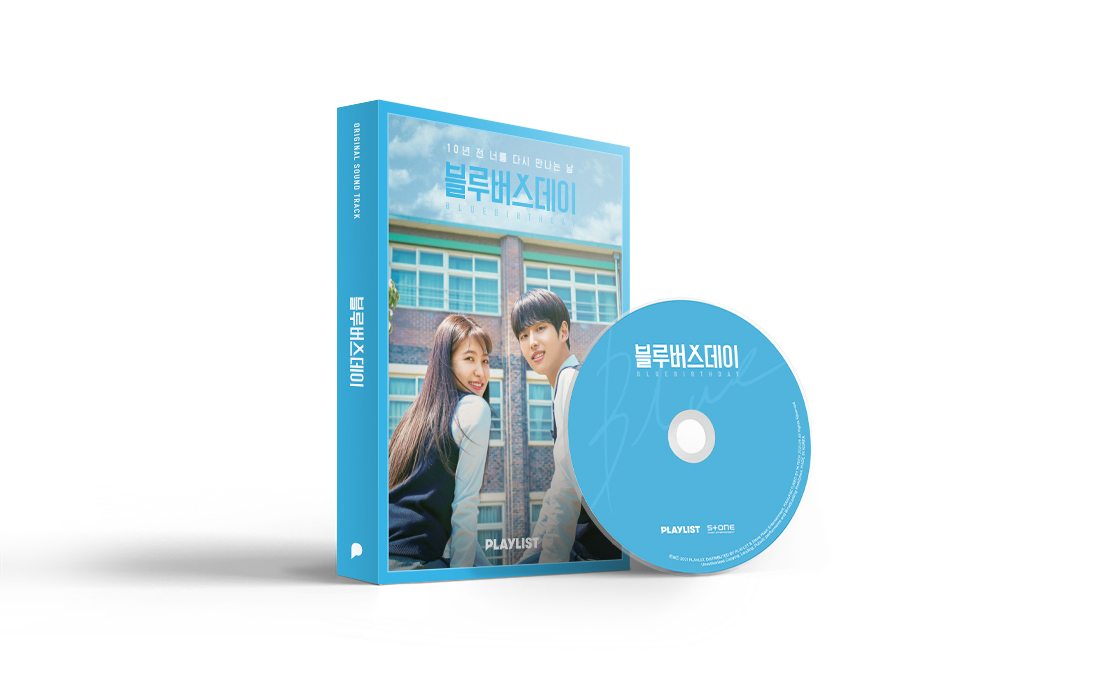 ORIGINAL SOUND TRACK
블루버스데이
10년 전 너를 다시 만나는 날
블루버스데이
BLUEBIRTHDAY
PLAYLIST
블루버스데이
BLUEBIRTHDAY
Blue
PLAYLIST
STONE